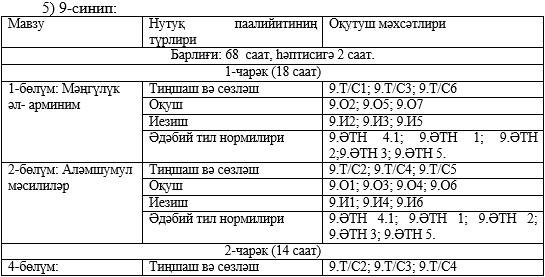 5) 9-синип:
Мавзу Нутуқ паалийитиниң Оқутуш мәхсәтлири
түрлири
Барлиғи: 68 саат, һәптисигә 2 саат.
1-чарәк (18 саат)
1-бөлүм: Мәңгүлүк Тиңшаш вә сөзләш 9.Т/С1; 9.Т/С3; 9.Т/С6
әл- арминим Оқуш 9.О2; 9.О5; 9.О7
Иезиш 9.И2; 9.И3; 9.И5
Әдәбий тил нормилири 9.ӘТН 4.1; 9.ӘТН 1; 9.ӘТН
2;9.ӘТН 3; 9.ӘТН 5.
2-бөлүм: Аләмшумул Тиңшаш вә сөзләш 9.Т/С2; 9.Т/С4; 9.Т/С5
мәсилиләр Оқуш 9.О1; 9.О3; 9.О4; 9.О6
Иезиш 9.И1; 9.И4; 9.И6
Әдәбий тил нормилири 9.ӘТН 4.1; 9.ӘТН 1; 9.ӘТН 2;
9.ӘТН 3; 9.ӘТН 5.
2-чарәк (14 саат)
4-бөлүм: Тиңшаш вә сөзләш 9.Т/С2; 9.Т/С3; 9.Т/С4